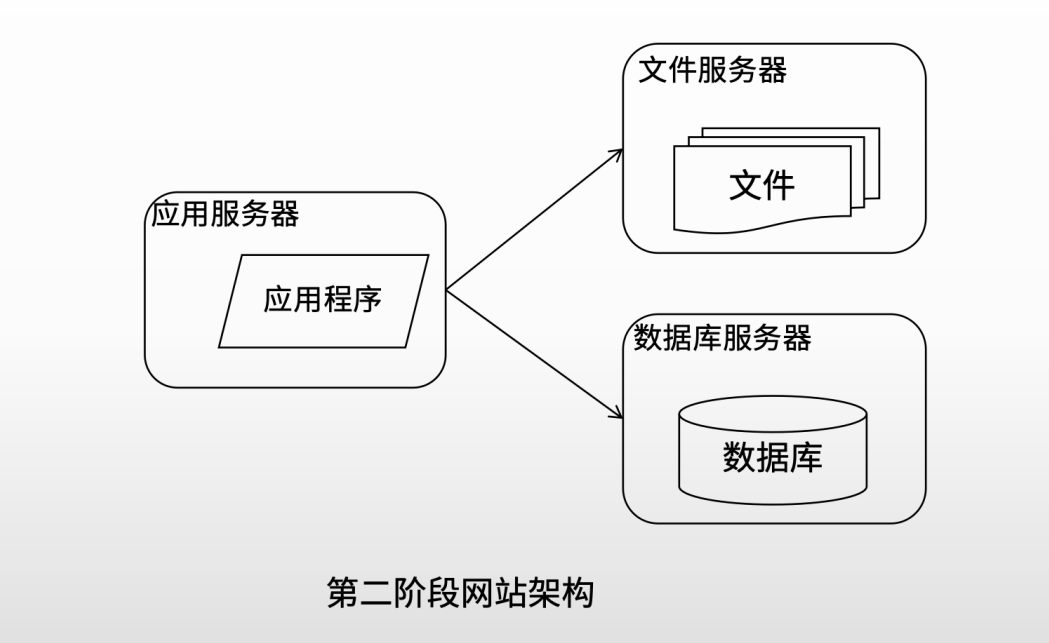 文件服务器
文件
应用服务器
应用程序
数据库服务器
数据库
第二阶段网站架构